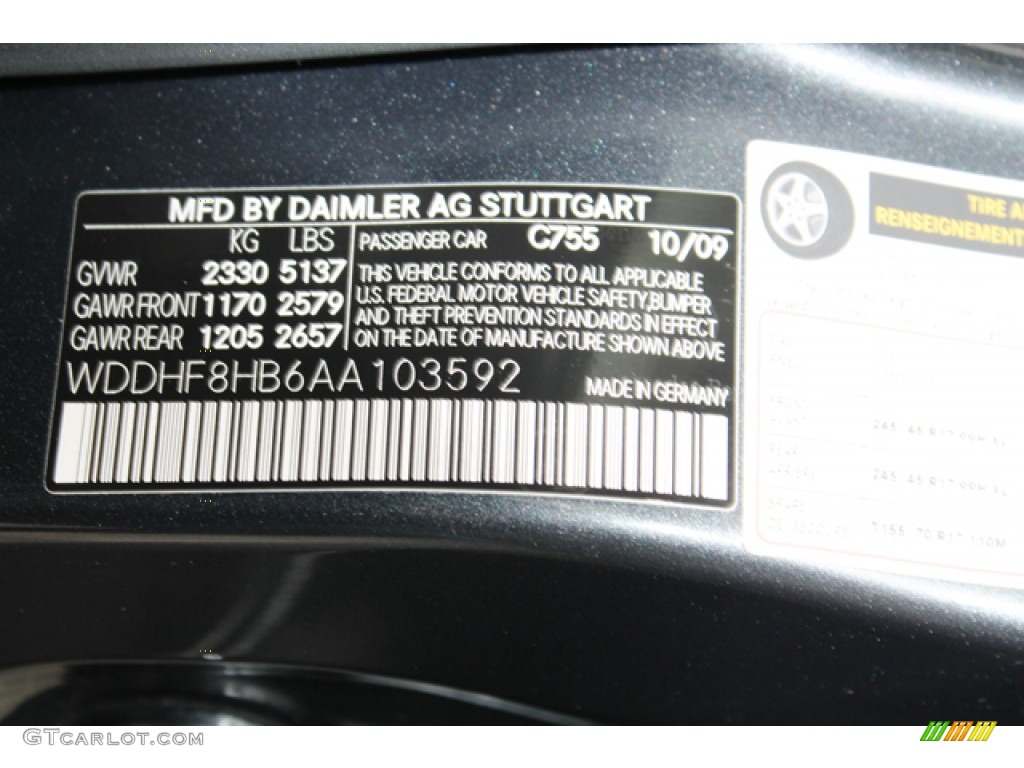 MFD BY DAIMLER AG STUTTGART
KG LBS
GVWR 2330 5137
GAWR FRONT 1170 2579
GAWR REAR 1205 2657
PASSENGER CAR C755 10/09
THIS VEHICLE CONFORMS TO ALL APPLICABLE
U.S. FEDERAL MOTOR VEHICLE SAFETY,BUMPER
AND THEFT PREVENTION STANDARDS IN EFFECT
ON THE DATE OF MANUFACTURE SHOWN ABOVE
WDDHF8HB6AA103592
MADE IN GERMANY
TIRE A
RENSEIGNEMENT
GTCarLot.com